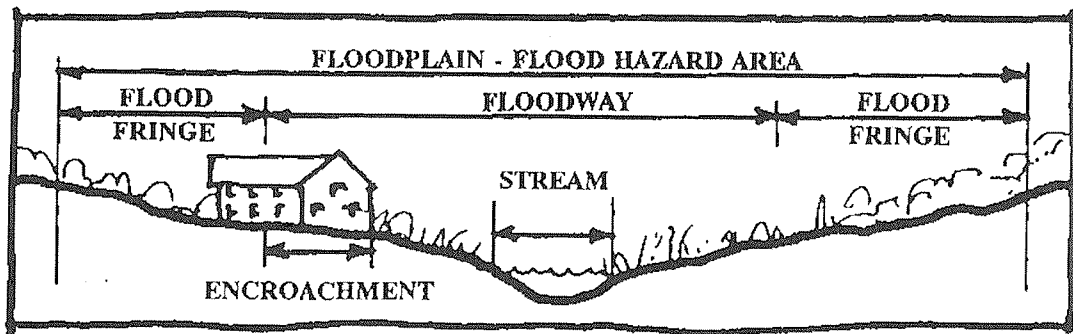 FLOODPLAIN - FLOOD HAZARD AREA
FLOOD FRINGE
FLOODWAY
FLOOD FRINGE
STREAM
ENCROACHMENT